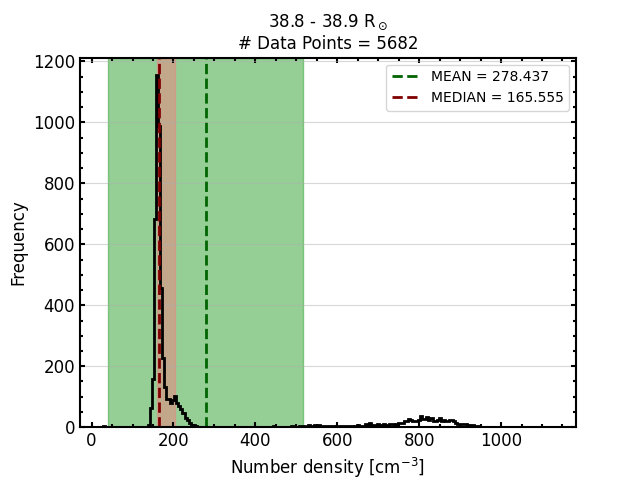 38.8 - 38.9 R⊙
# Data Points = 5682
MEAN = 278.437
MEDIAN = 165.555
1200
1000
800
600
400
200
0
Frequency
0 200 400 600 800 1000
Number density [cm⁻³]